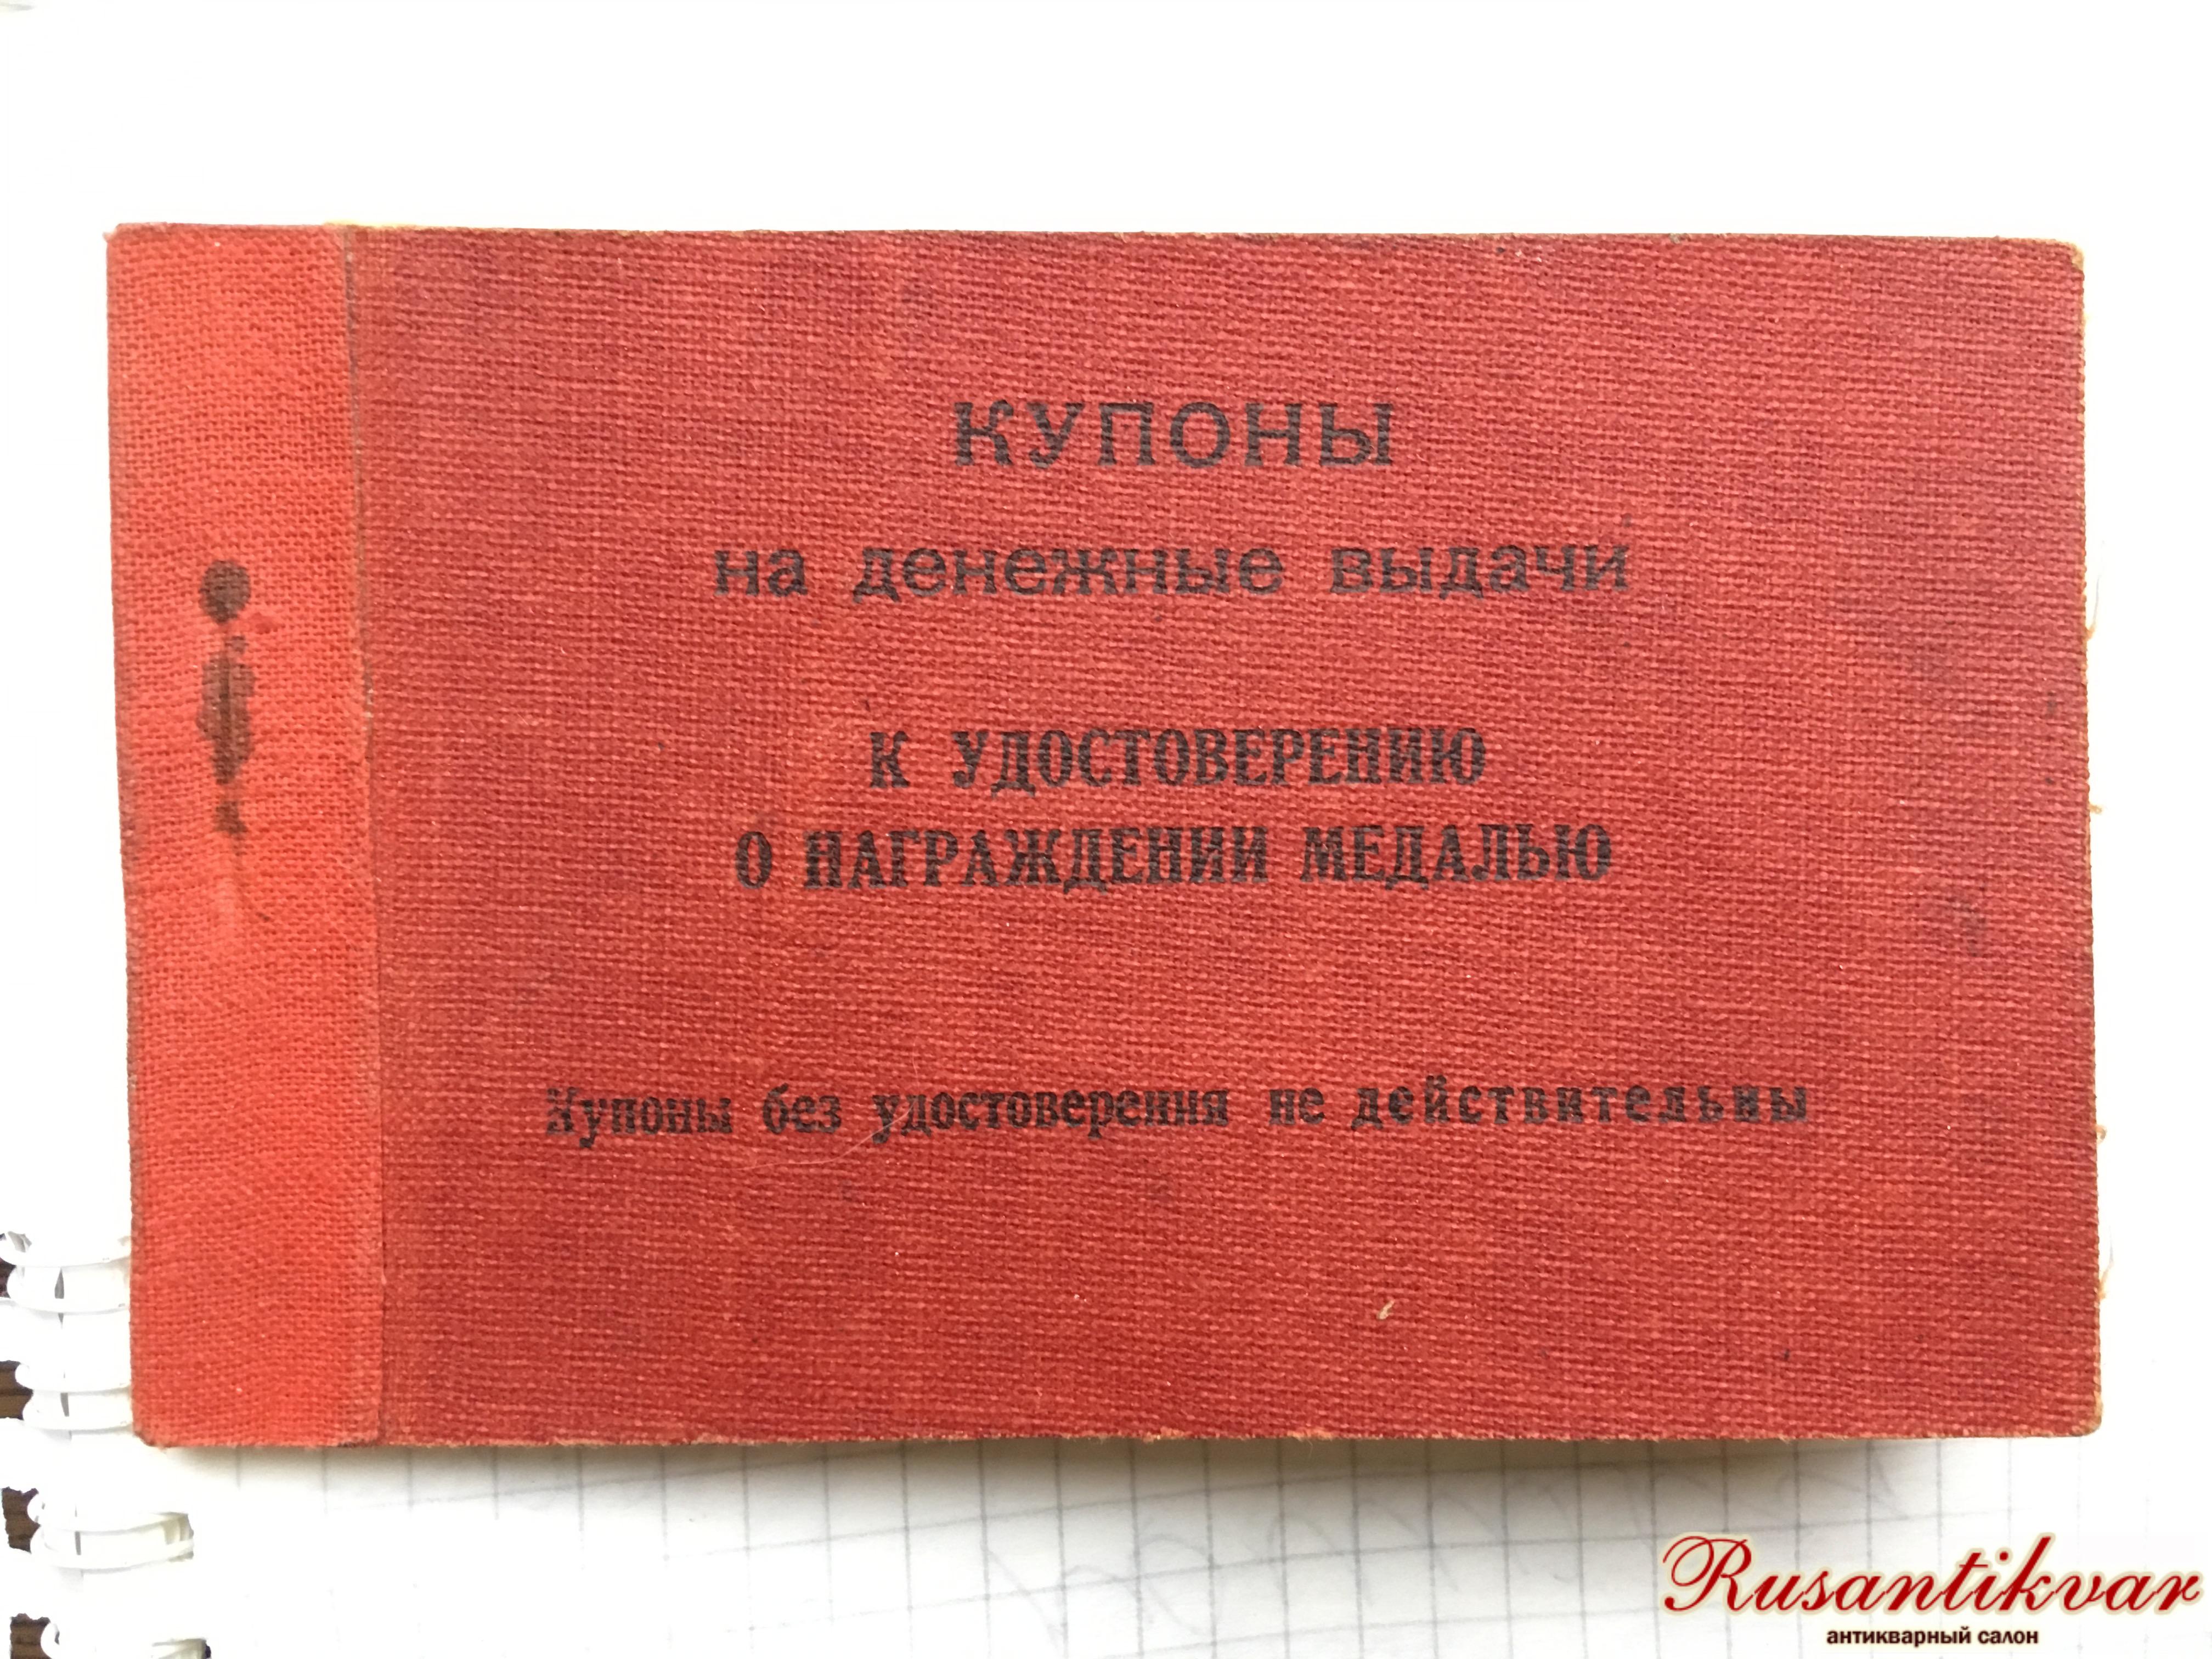 КУПОНЫ
на денежные выдачи
К УДОСТОВЕРЕНИЮ
О НАГРАЖДЕНИИ МЕДАЛЬЮ
Купоны без удостоверения не действительны
Rusantikvar
антикварный салон